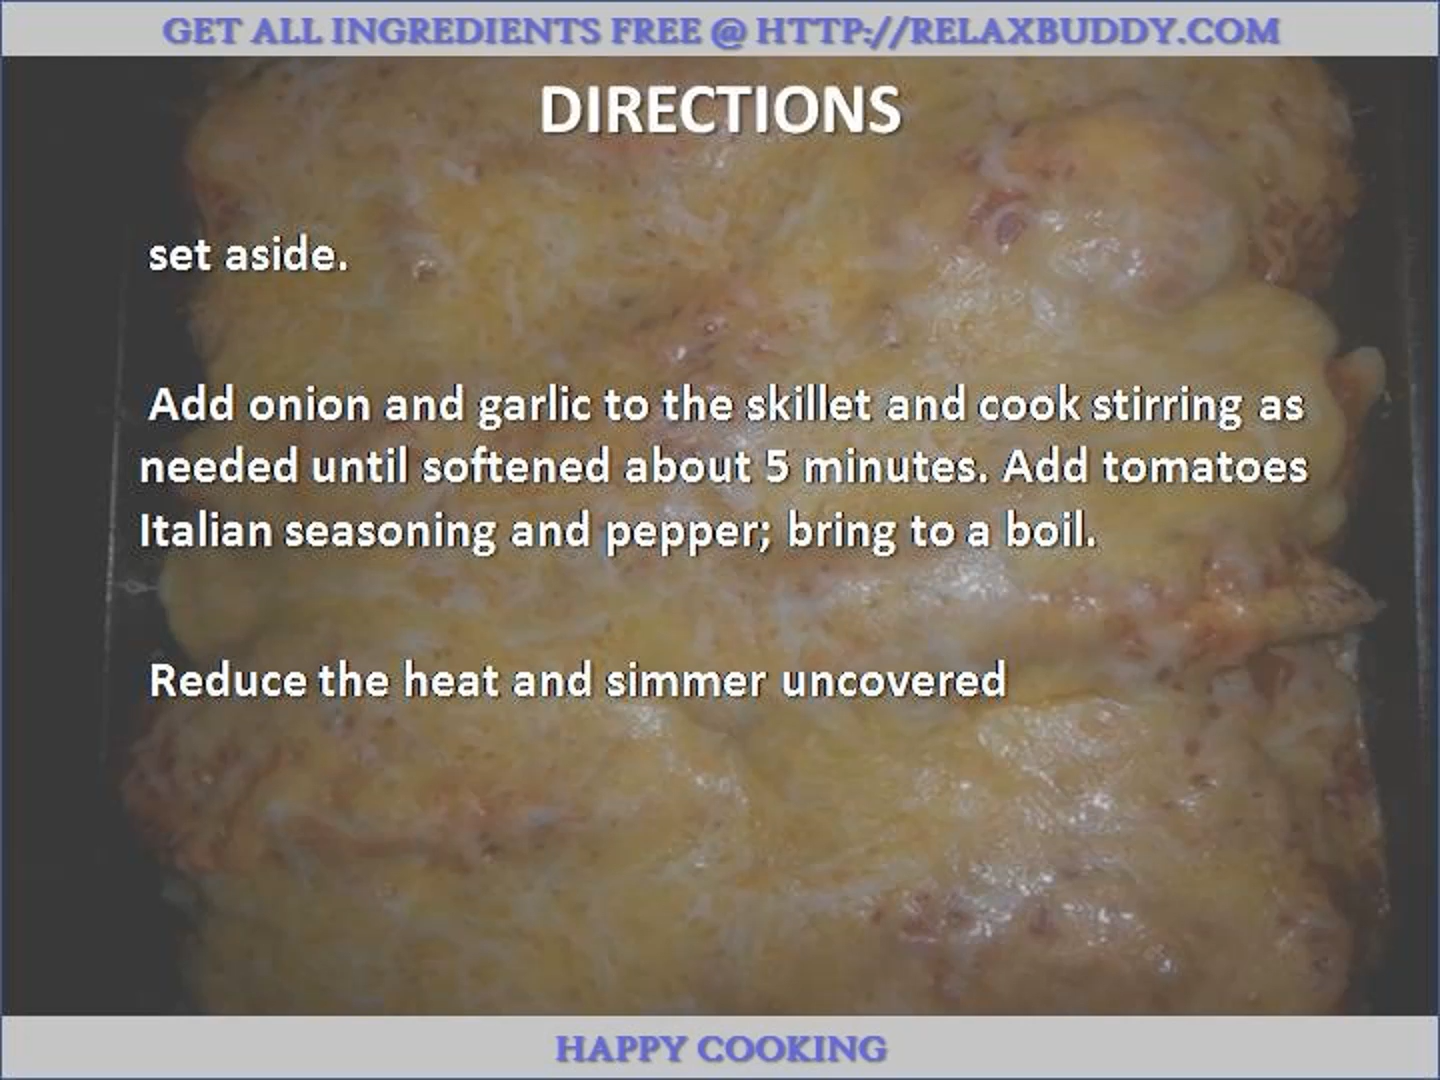 GET ALL INGREDIENTS FREE @ HTTP://RELAXBUDDY.COM
DIRECTIONS
set aside.
Add onion and garlic to the skillet and cook stirring as
needed until softened about 5 minutes. Add tomatoes
Italian seasoning and pepper; bring to a boil.
Reduce the heat and simmer uncovered
HAPPY COOKING